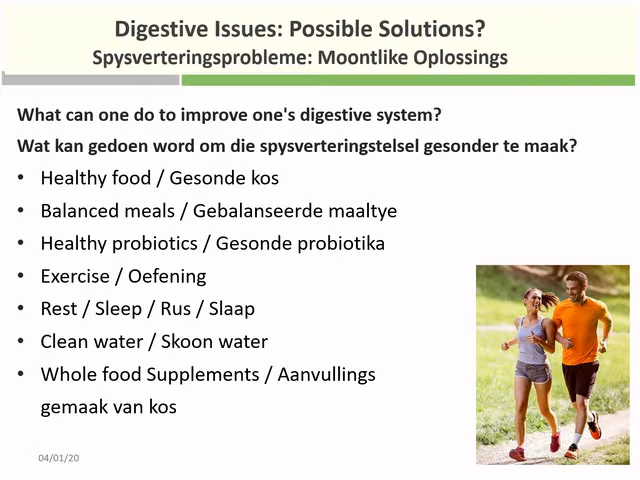 Digestive Issues: Possible Solutions?
Spysverteringsprobleme: Moontlike Oplossings
What can one do to improve one's digestive system?
Wat kan gedoen word om die spysverteringstelsel gesonder te maak?
• Healthy food / Gesonde kos
• Balanced meals / Gebalanseerde maaltye
• Healthy probiotics / Gesonde probiotika
• Exercise / Oefening
• Rest / Sleep / Rus / Slaap
• Clean water / Skoon water
• Whole food Supplements / Aanvullings
gemaak van kos
04/01/20